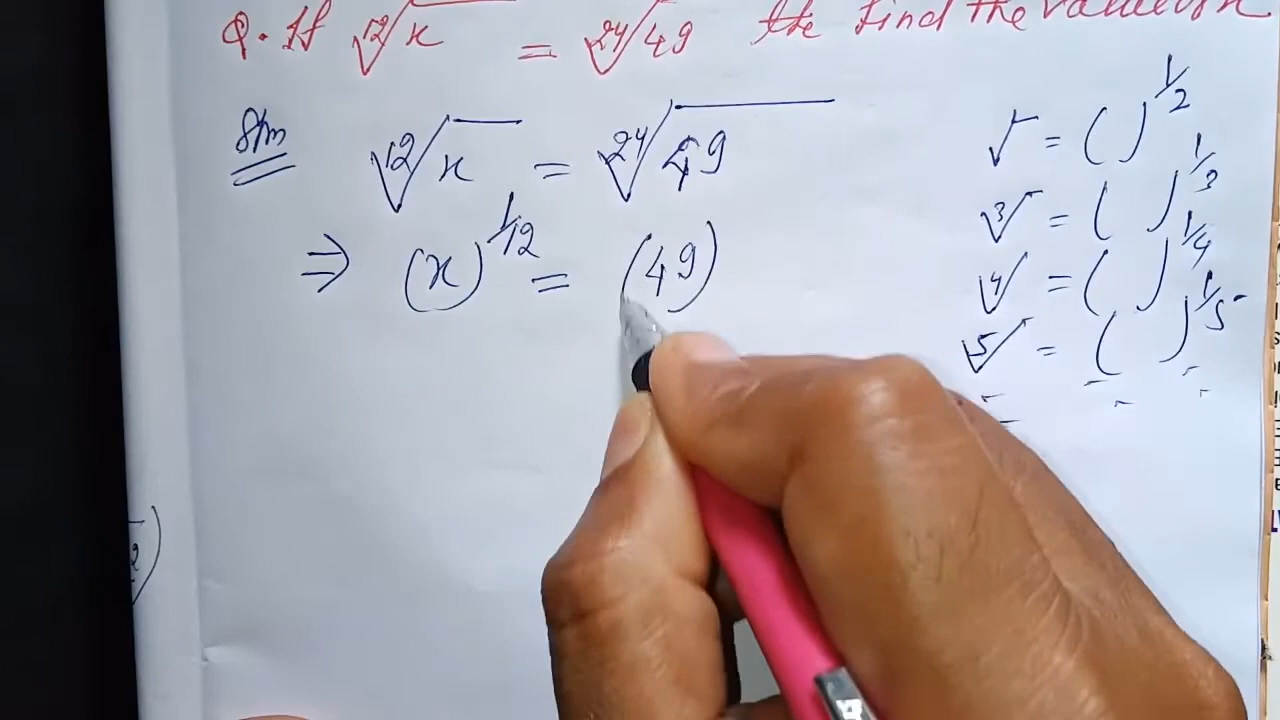 Q. If ¹²√x = ²⁴√49 the find the value of x
Soln ¹²√x = ²⁴√49
⇒ (x)^1/12 = (49)
√ = ( )^1/2
³√ = ( )^1/3
⁴√ = ( )^1/4
⁵√ = ( )^1/5